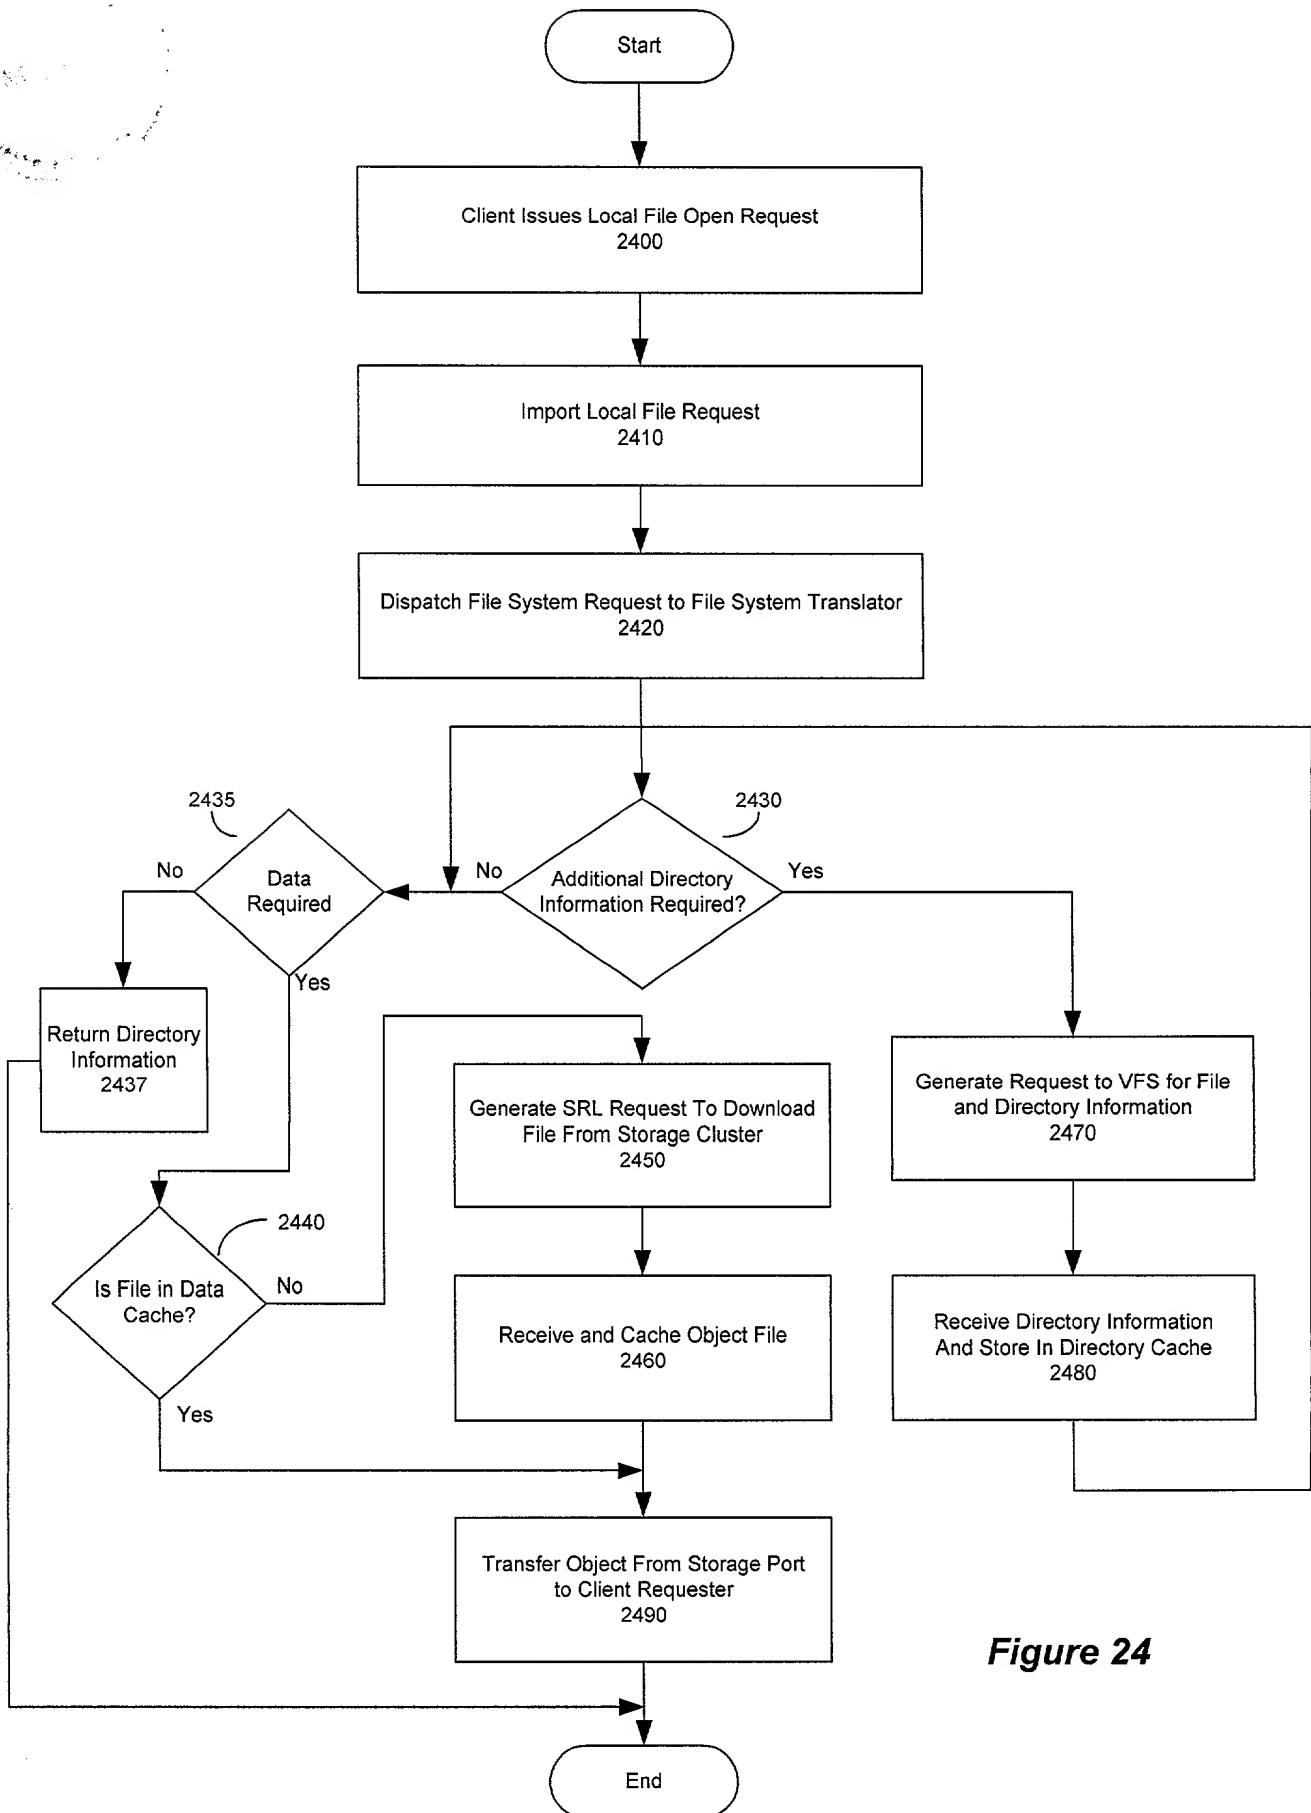 Start
Client Issues Local File Open Request
2400
Import Local File Request
2410
Dispatch File System Request to File System Translator
2420
2435
2430
No
Data
Required
No
Additional Directory
Information Required?
Yes
Yes
Return Directory
Information
2437
Generate SRL Request To Download
File From Storage Cluster
2450
Generate Request to VFS for File
and Directory Information
2470
2440
Is File in Data
Cache?
No
Receive and Cache Object File
2460
Receive Directory Information
And Store In Directory Cache
2480
Yes
Transfer Object From Storage Port
to Client Requester
2490
Figure 24
End